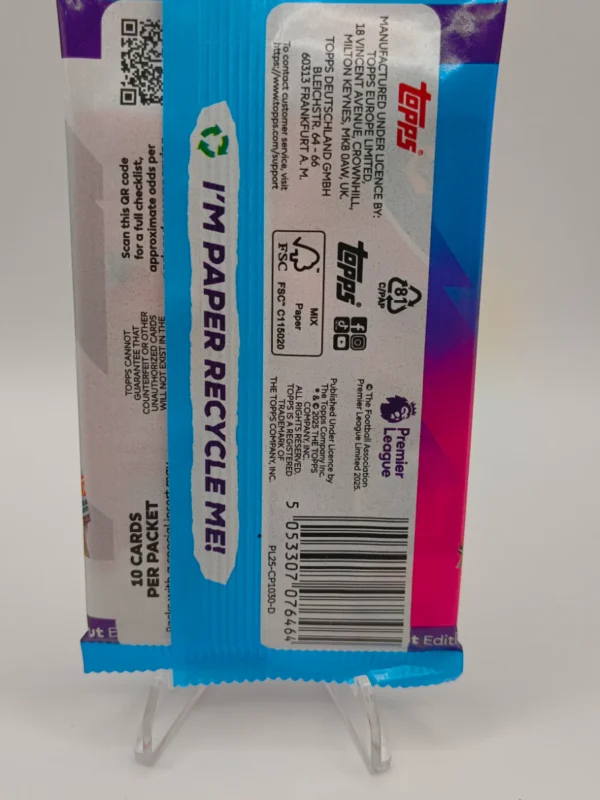 topps®
MANUFACTURED UNDER LICENCE BY:
TOPPS EUROPE LIMITED,
18 VINCENT AVENUE, CROWNHILL,
MILTON KEYNES, MK8 0AW, UK.
TOPPS DEUTSCHLAND GMBH
BLEICHSTR. 64 - 66
60313 FRANKFURT A. M.
To contact customer service, visit
https://www.topps.com/support
81
C/PAP
topps®
FSC
MIX
Paper
FSC™ C115020
Premier
League
© The Football Association
Premier League Limited 2025.
Published Under Licence by
The Topps Company Inc.
® & © 2025 THE TOPPS
COMPANY, INC.
ALL RIGHTS RESERVED.
TOPPS IS A REGISTERED
TRADEMARK OF
THE TOPPS COMPANY, INC.
5 053307 076464
PL25-CP1030-D
I'M PAPER RECYCLE ME!
Scan this QR code
for a full checklist,
approximate odds per
TOPPS CANNOT
GUARANTEE THAT
COUNTERFEIT OR OTHER
UNAUTHORIZED CARDS
WILL NOT EXIST IN THE
10 CARDS
PER PACKET